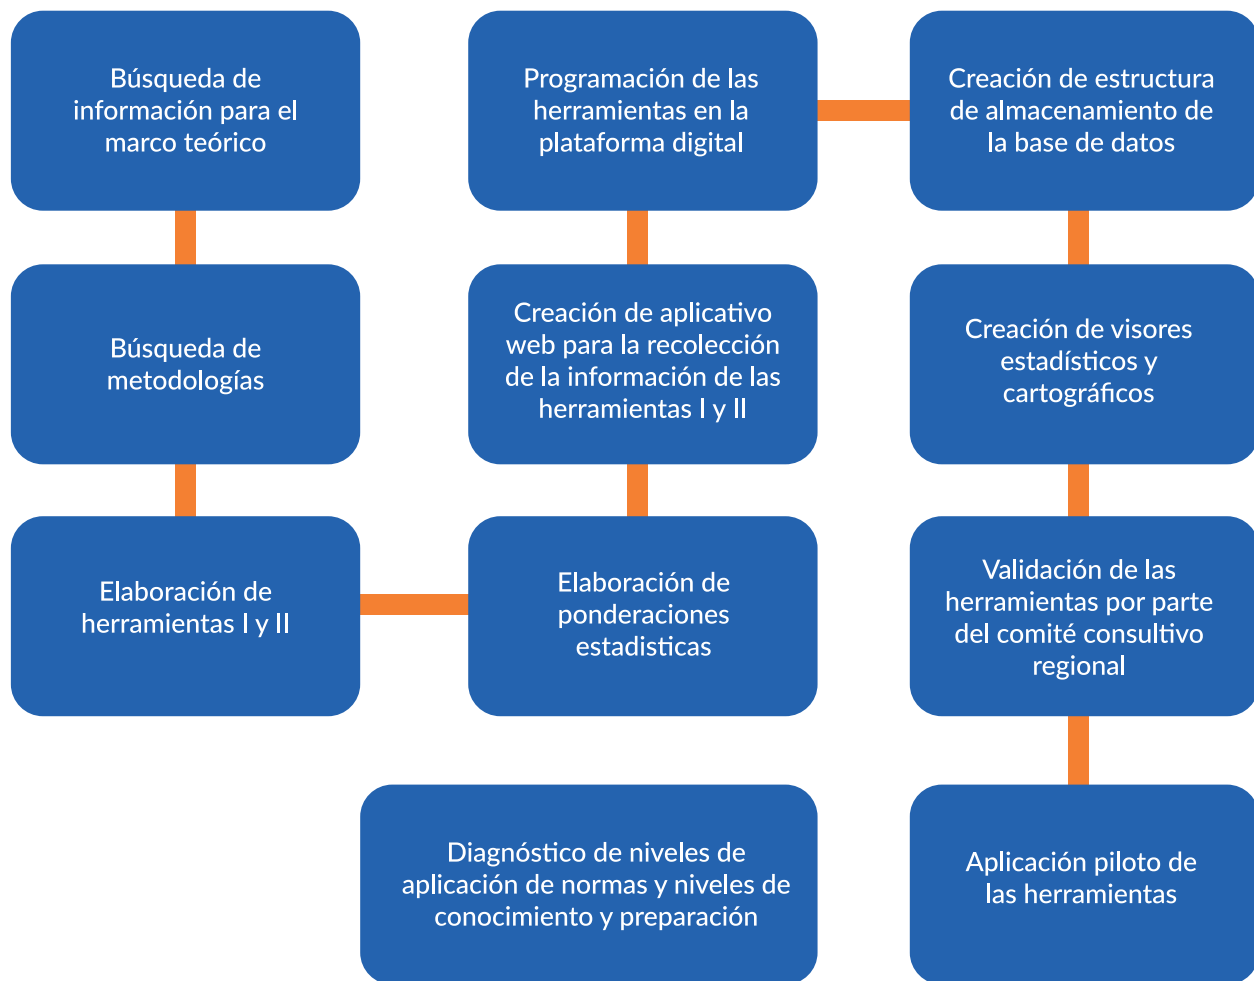 Búsqueda de
información para el
marco teórico
Búsqueda de
metodologías
Elaboración de
herramientas I y II
Elaboración de
ponderaciones
estadisticas
Creación de aplicativo
web para la recolección
de la información de las
herramientas I y II
Programación de las
herramientas en la
plataforma digital
Creación de estructura
de almacenamiento de
la base de datos
Creación de visores
estadísticos y
cartográficos
Validación de las
herramientas por parte
del comité consultivo
regional
Aplicación piloto de
las herramientas
Diagnóstico de niveles de
aplicación de normas y niveles de
conocimiento y preparación